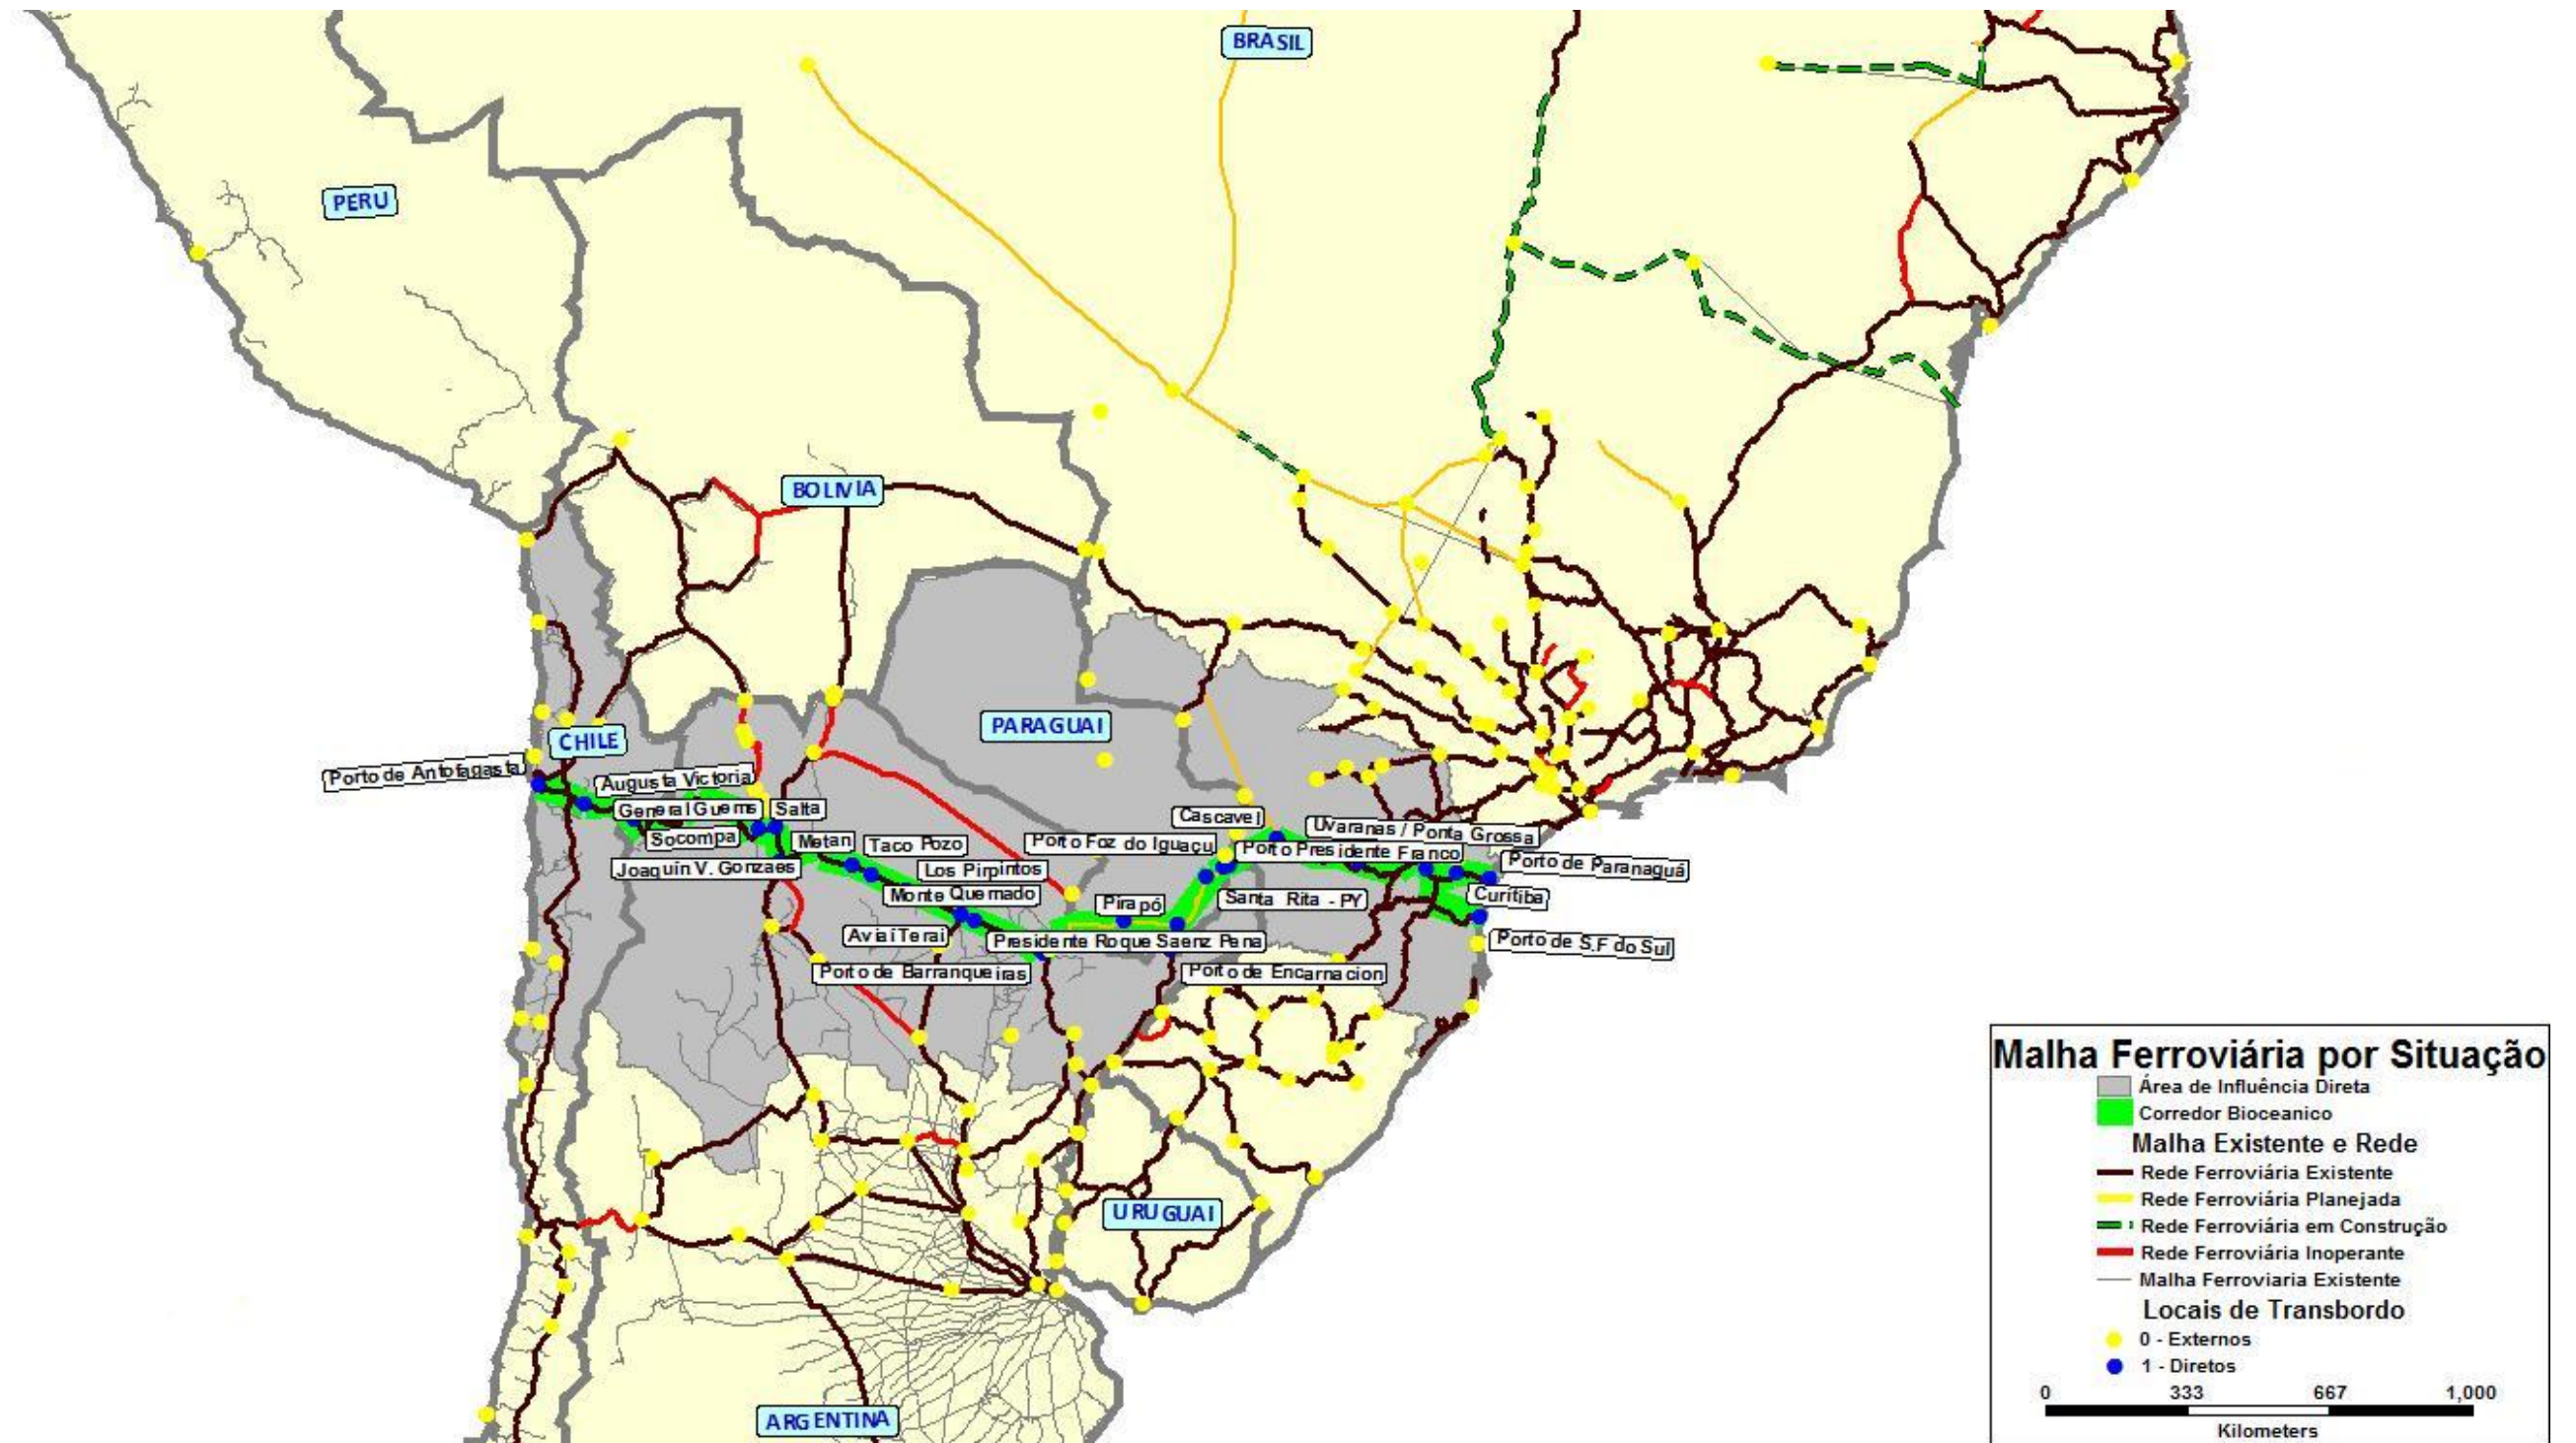 BRASIL
PERU
BOLIVIA
PARAGUAI
CHILE
Porto de Antofagasta
Augusta Victoria
General Guems
Salta
Socompa
Metan
Taco Pozo
Joaquín V. Gonzaes
Los Pirpintos
Monte Quemado
Aviai Terai
Presidente Roque Saenz Pena
Porto de Barranqueiras
Pirapó
Porto de Encarnacion
Santa Rita - PY
Porto Foz do Iguaçu
Cascavel
Porto Presidente Franco
Uvaranas / Ponta Grossa
Porto de Paranaguá
Curitiba
Porto de S.F do Sul
URUGUAI
ARGENTINA
Malha Ferroviária por Situação
Área de Influência Direta
Corredor Bioceanico
Malha Existente e Rede
Rede Ferroviária Existente
Rede Ferroviária Planejada
Rede Ferroviária em Construção
Rede Ferroviária Inoperante
Malha Ferroviaria Existente
Locais de Transbordo
0 - Externos
1 - Diretos
0 333 667 1,000
Kilometers